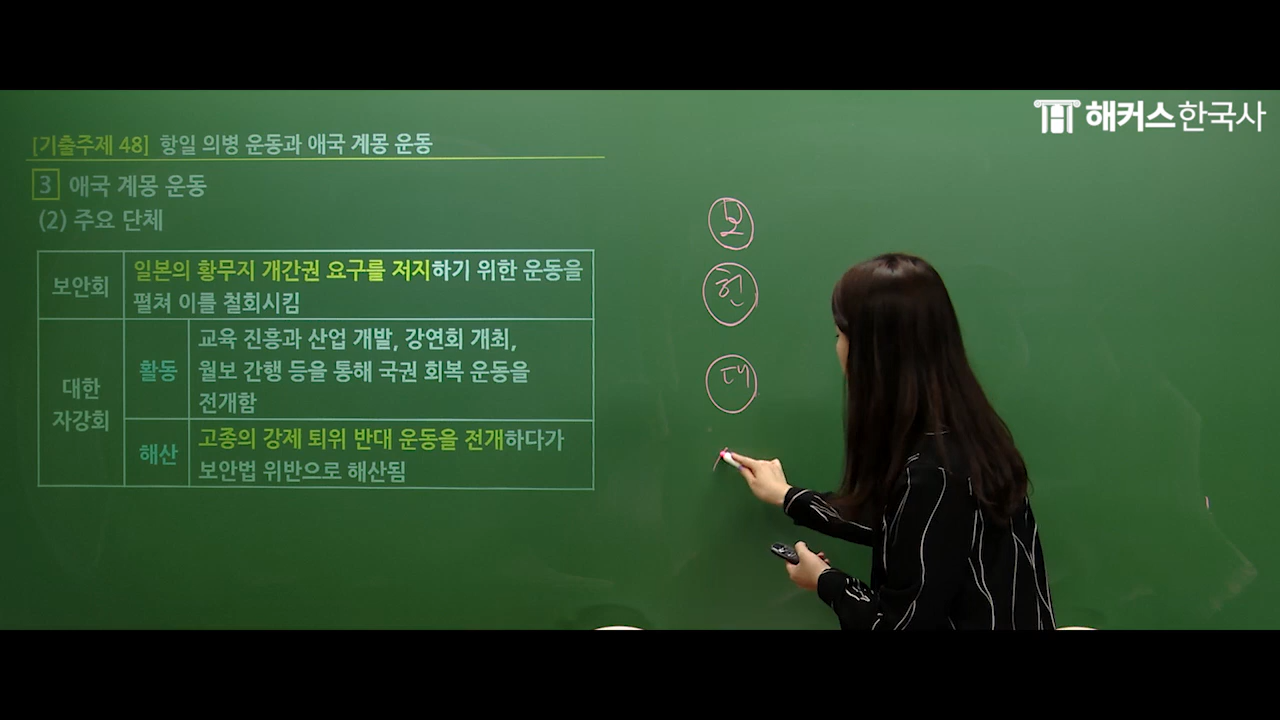 해커스한국사
[기출주제 48] 항일 의병 운동과 애국 계몽 운동
3 애국 계몽 운동
(2) 주요 단체
보안회
일본의 황무지 개간권 요구를 저지하기 위한 운동을
펼쳐 이를 철회시킴
대한
자강회
활동
교육 진흥과 산업 개발, 강연회 개최,
월보 간행 등을 통해 국권 회복 운동을
전개함
해산
고종의 강제 퇴위 반대 운동을 전개하다가
보안법 위반으로 해산됨
보
헌
대